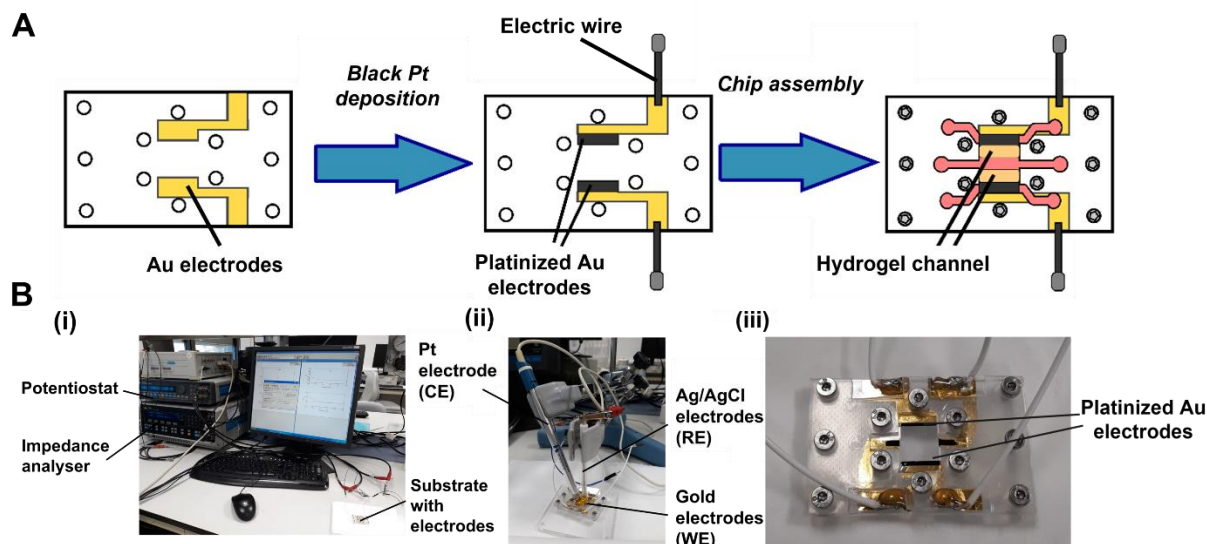 A
Electric wire
Black Pt
deposition
Chip assembly
Au electrodes
Platinized Au
electrodes
Hydrogel channel
B
(i)
Potentiostat
Impedance
analyser
Substrate
with
electrodes
(ii)
Pt
electrode
(CE)
Ag/AgCl
electrodes
(RE)
Gold
electrodes
(WE)
(iii)
Platinized Au
electrodes